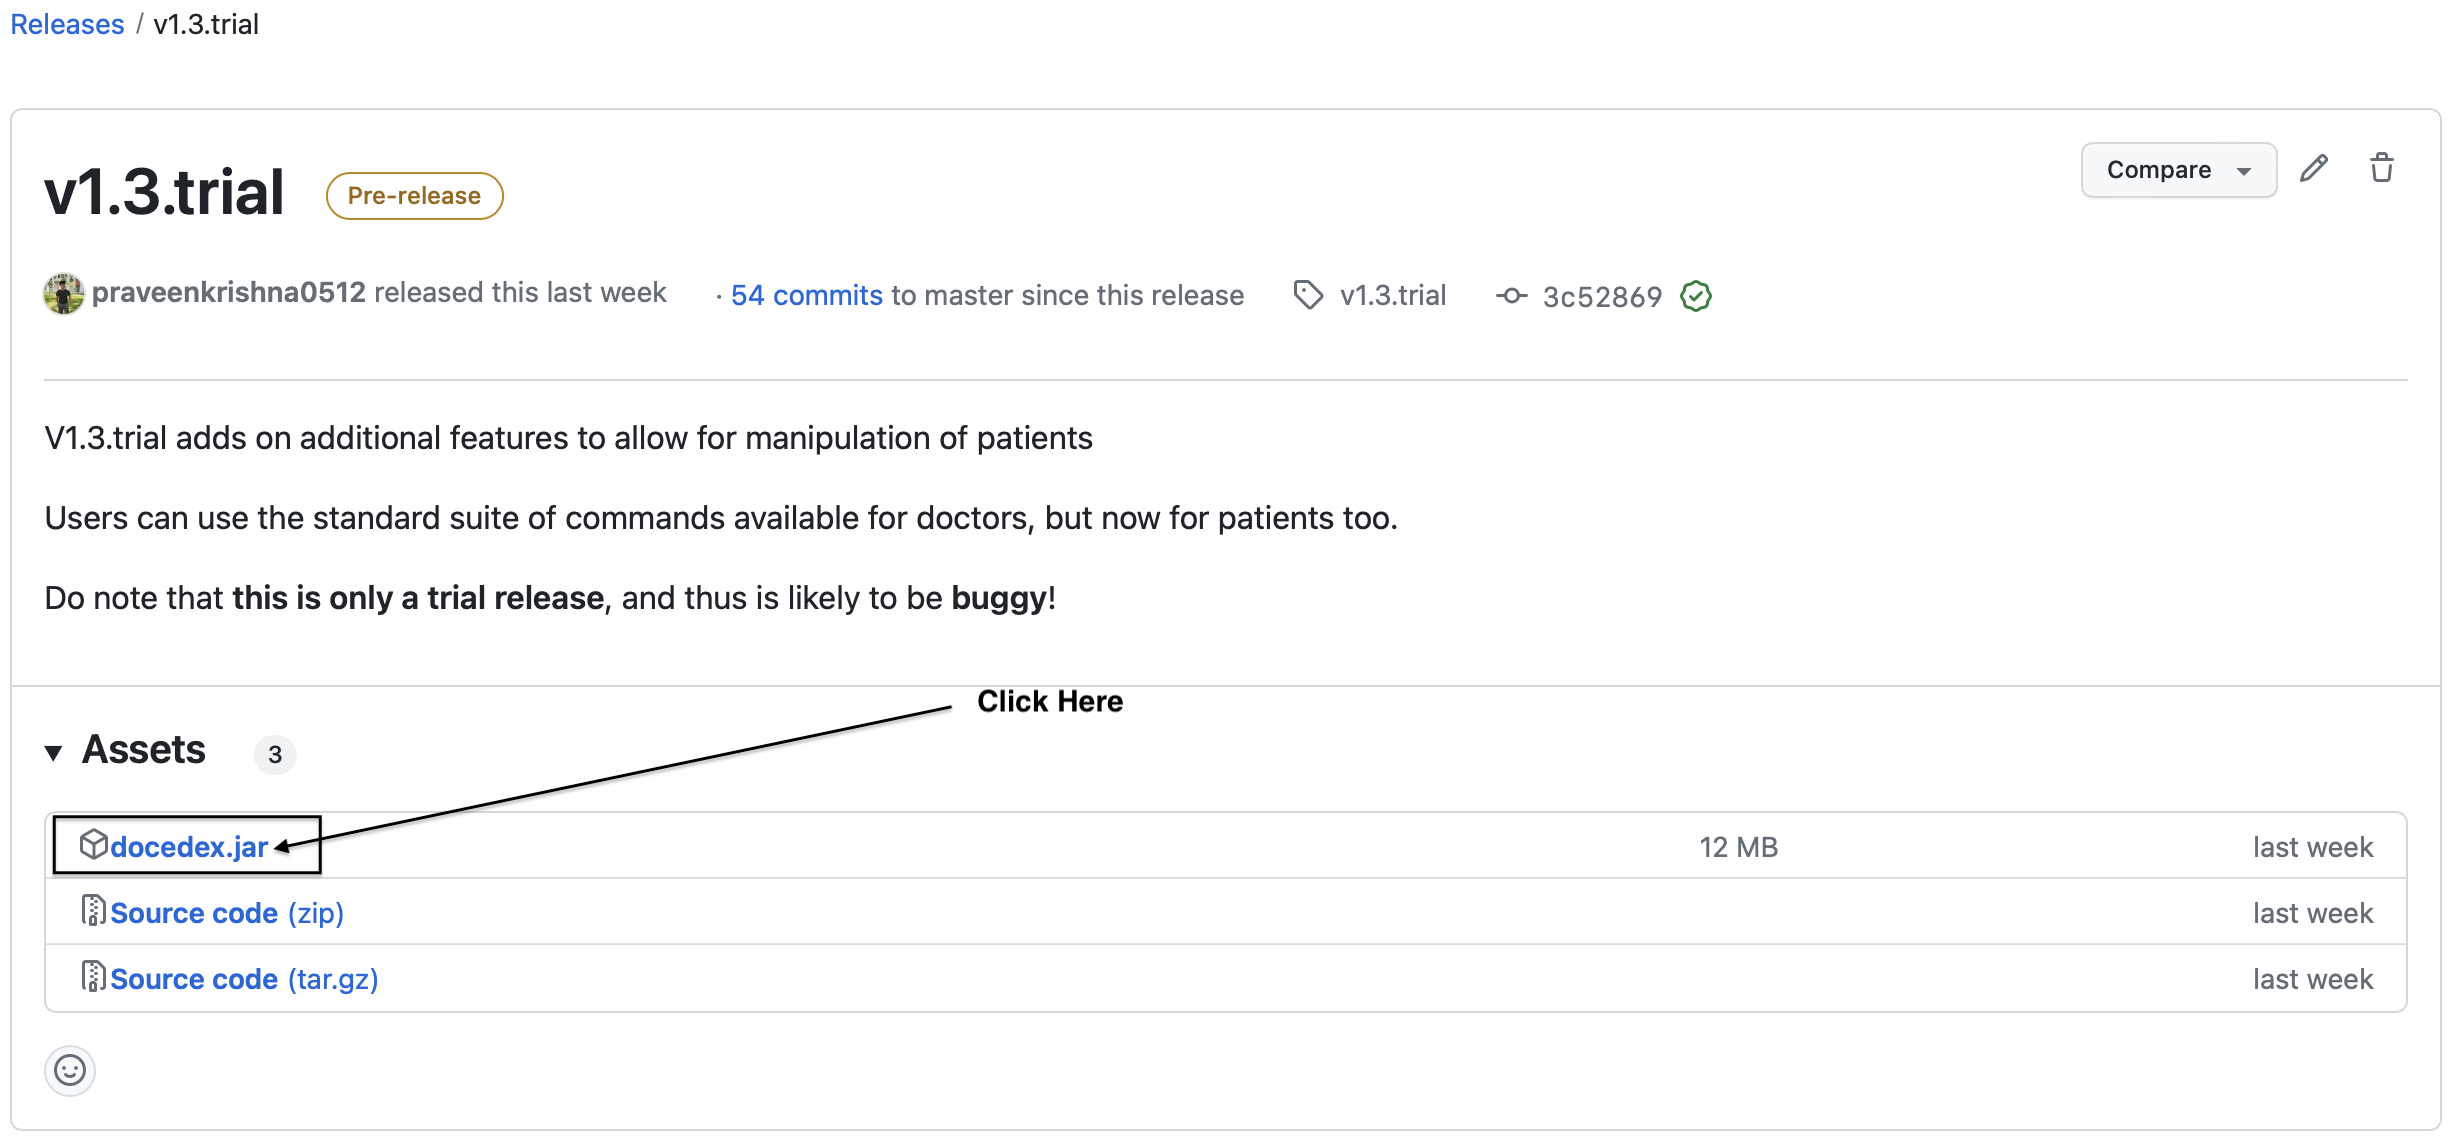 Releases / v1.3.trial
v1.3.trial Pre-release Compare
praveenkrishna0512 released this last week · 54 commits to master since this release v1.3.trial 3c52869
V1.3.trial adds on additional features to allow for manipulation of patients
Users can use the standard suite of commands available for doctors, but now for patients too.
Do note that this is only a trial release, and thus is likely to be buggy!
Click Here
Assets 3
docedex.jar 12 MB last week
Source code (zip) last week
Source code (tar.gz) last week